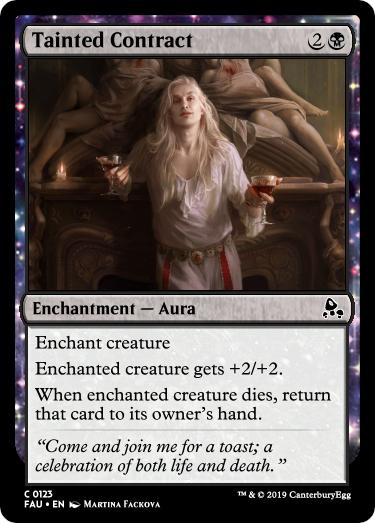 Tainted Contract 2
Enchantment — Aura
Enchant creature
Enchanted creature gets +2/+2.
When enchanted creature dies, return
that card to its owner's hand.
“Come and join me for a toast; a
celebration of both life and death.”
C 0123
FAU • EN Martina Fackova
™ & © 2019 CanterburyEgg